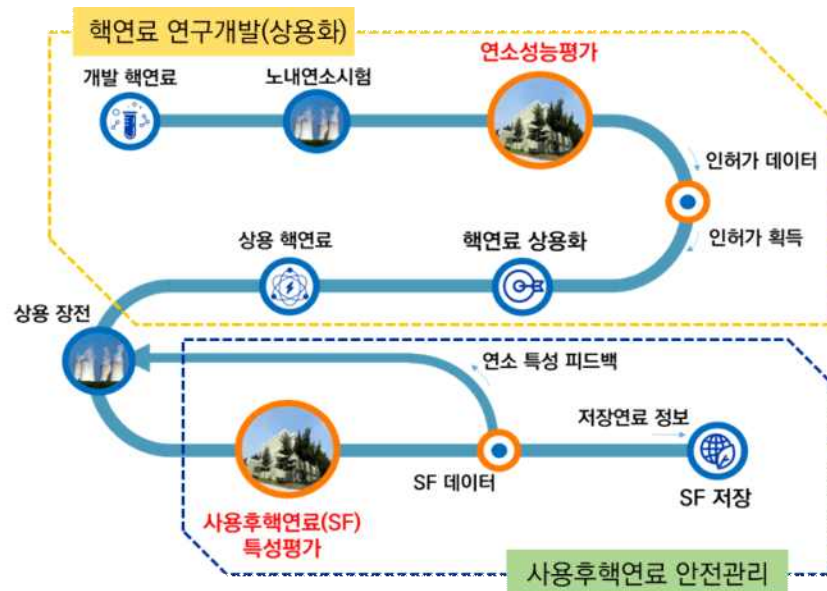 핵연료 연구개발(상용화)
개발 핵연료
노내연소시험
연소성능평가
인허가 데이터
인허가 획득
상용 핵연료
핵연료 상용화
상용 장전
연소 특성 피드백
저장연료 정보
SF 데이터
SF 저장
사용후핵연료(SF)
특성평가
사용후핵연료 안전관리